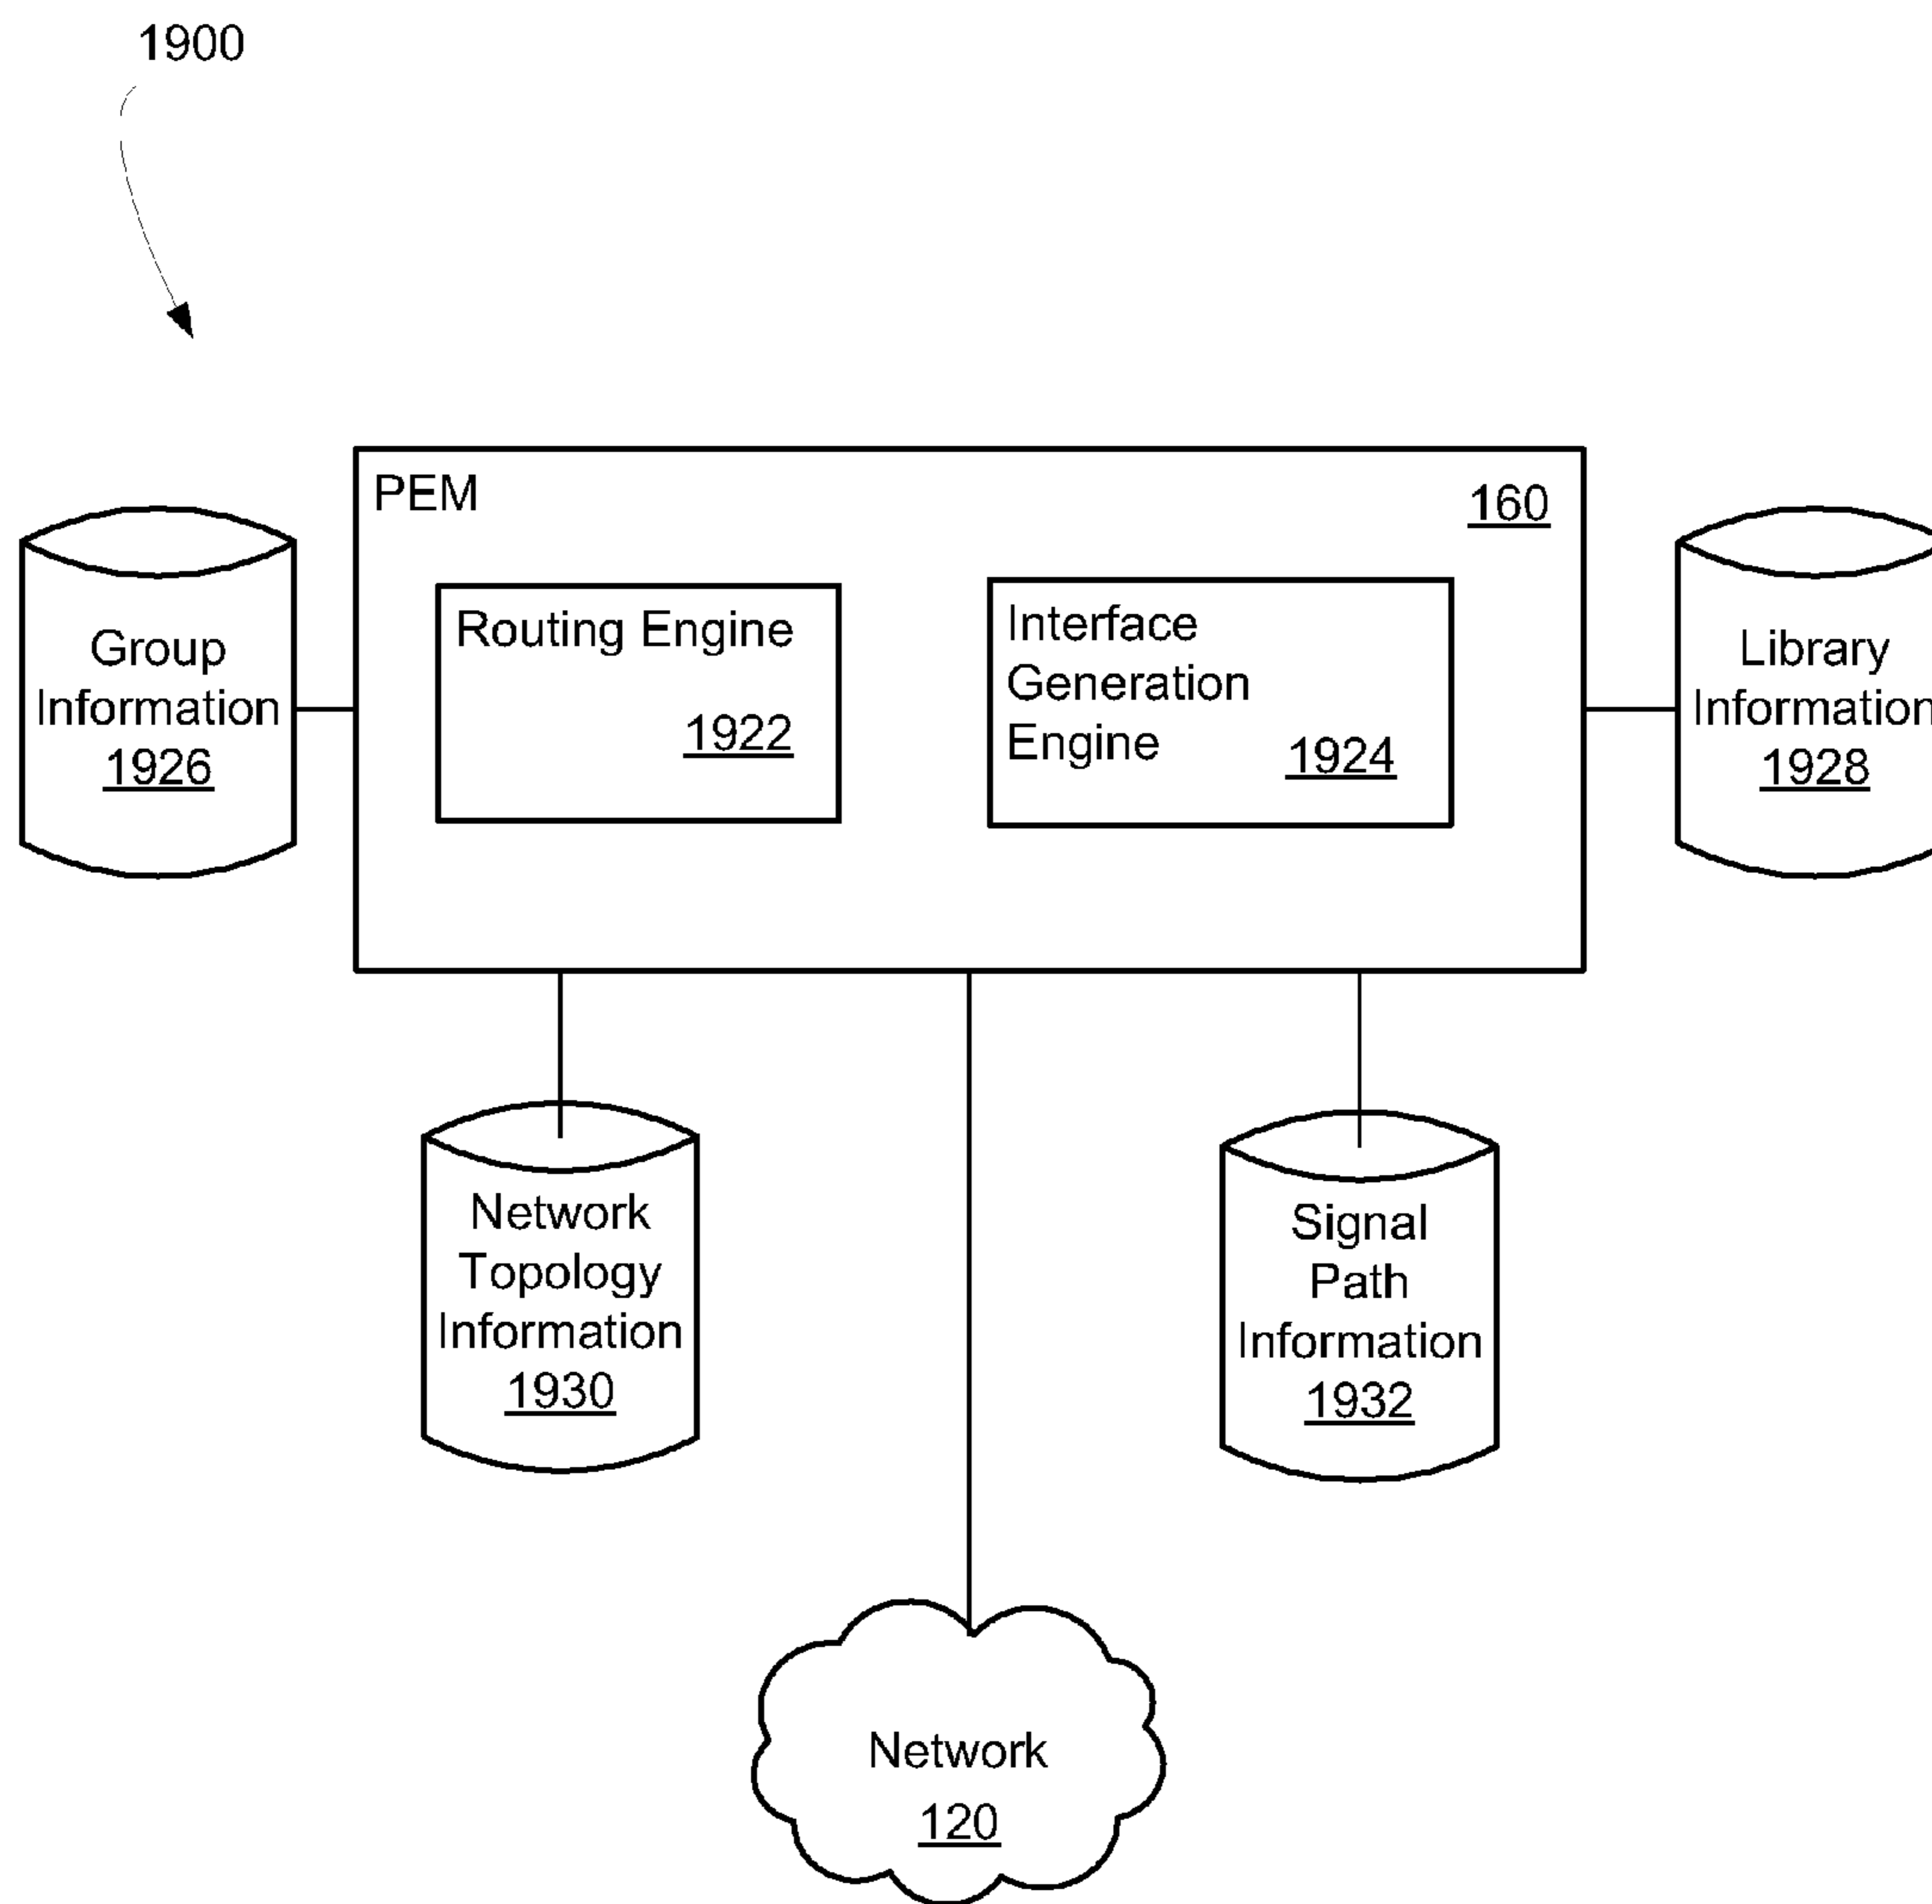 1900
PEM
160
Routing Engine
1922
Interface
Generation
Engine
1924
Group
Information
1926
Library
Information
1928
Network
Topology
Information
1930
Signal
Path
Information
1932
Network
120